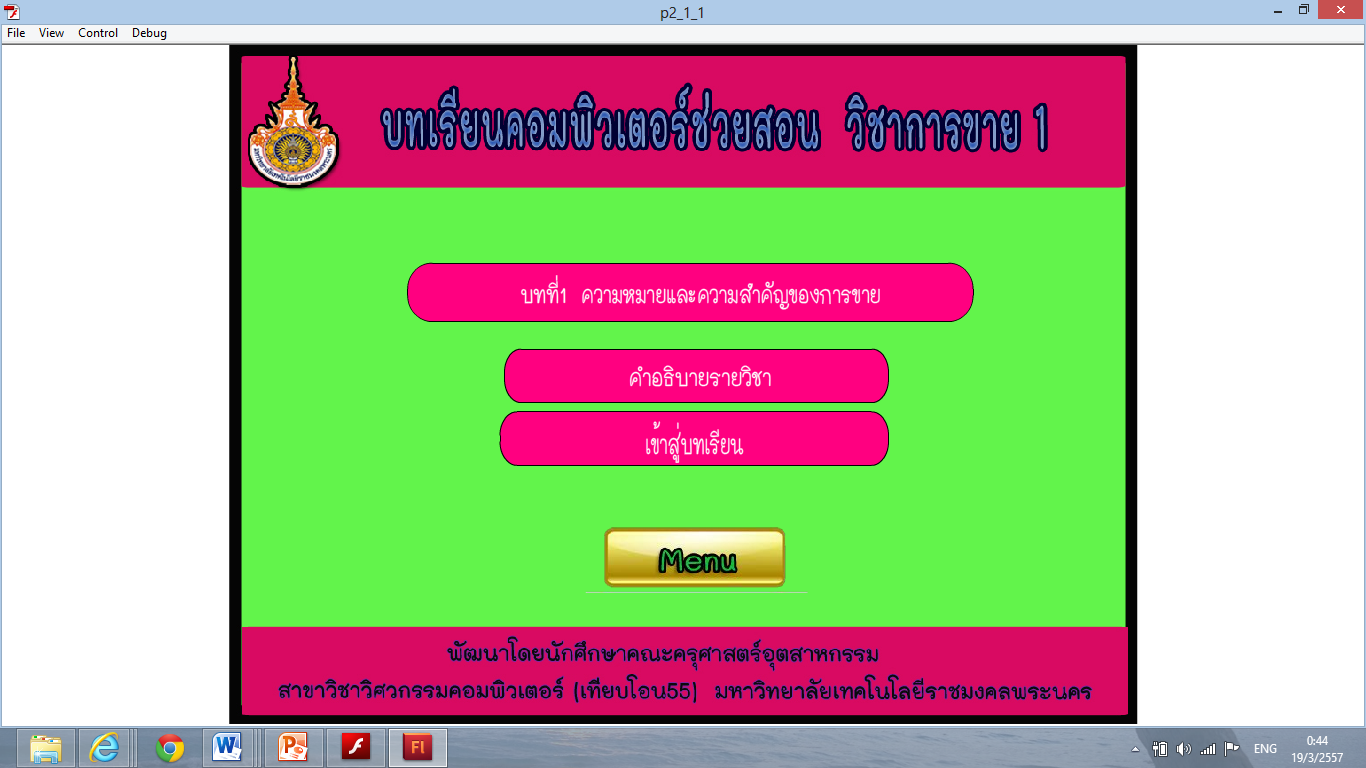 p2_1_1
File View Control Debug
บทเรียนคอมพิวเตอร์ช่วยสอน วิชาการขาย 1
บทที่1 ความหมายและความสำคัญของการขาย
คำอธิบายรายวิชา
เข้าสู่บทเรียน
Menu
พัฒนาโดยนักศึกษาคณะครุศาสตร์อุตสาหกรรม
สาขาวิชาวิศวกรรมคอมพิวเตอร์ (เทียบโอน55) มหาวิทยาลัยเทคโนโลยีราชมงคลพระนคร
ENG
0:44
19/3/2557